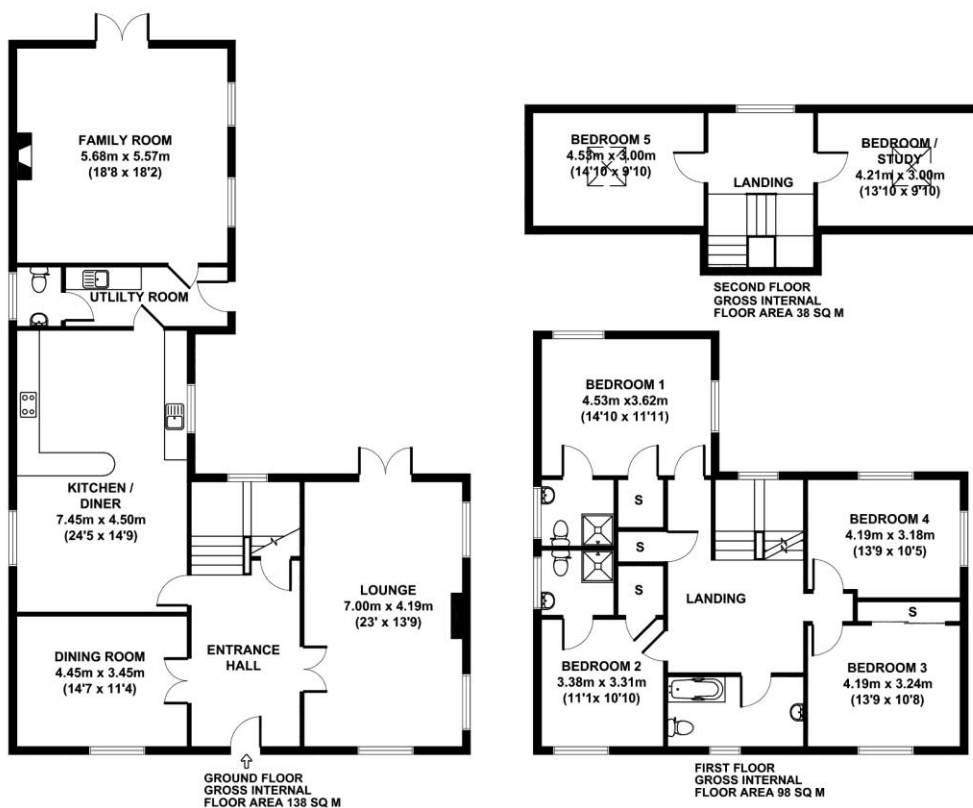 FAMILY ROOM
5.68m x 5.57m
(18'8 x 18'2)
UTLILTY ROOM
KITCHEN /
DINER
7.45m x 4.50m
(24'5 x 14'9)
DINING ROOM
4.45m x 3.45m
(14'7 x 11'4)
ENTRANCE
HALL
LOUNGE
7.00m x 4.19m
(23' x 13'9)
GROUND FLOOR
GROSS INTERNAL
FLOOR AREA 138 SQ M
BEDROOM 5
4.53m x 3.00m
(14'10 x 9'10)
LANDING
BEDROOM /
STUDY
4.21m x 3.00m
(13'10 x 9'10)
SECOND FLOOR
GROSS INTERNAL
FLOOR AREA 38 SQ M
BEDROOM 1
4.53m x3.62m
(14'10 x 11'11)
S
S
S
LANDING
BEDROOM 4
4.19m x 3.18m
(13'9 x 10'5)
S
BEDROOM 2
3.38m x 3.31m
(11'1x 10'10)
BEDROOM 3
4.19m x 3.24m
(13'9 x 10'8)
FIRST FLOOR
GROSS INTERNAL
FLOOR AREA 98 SQ M